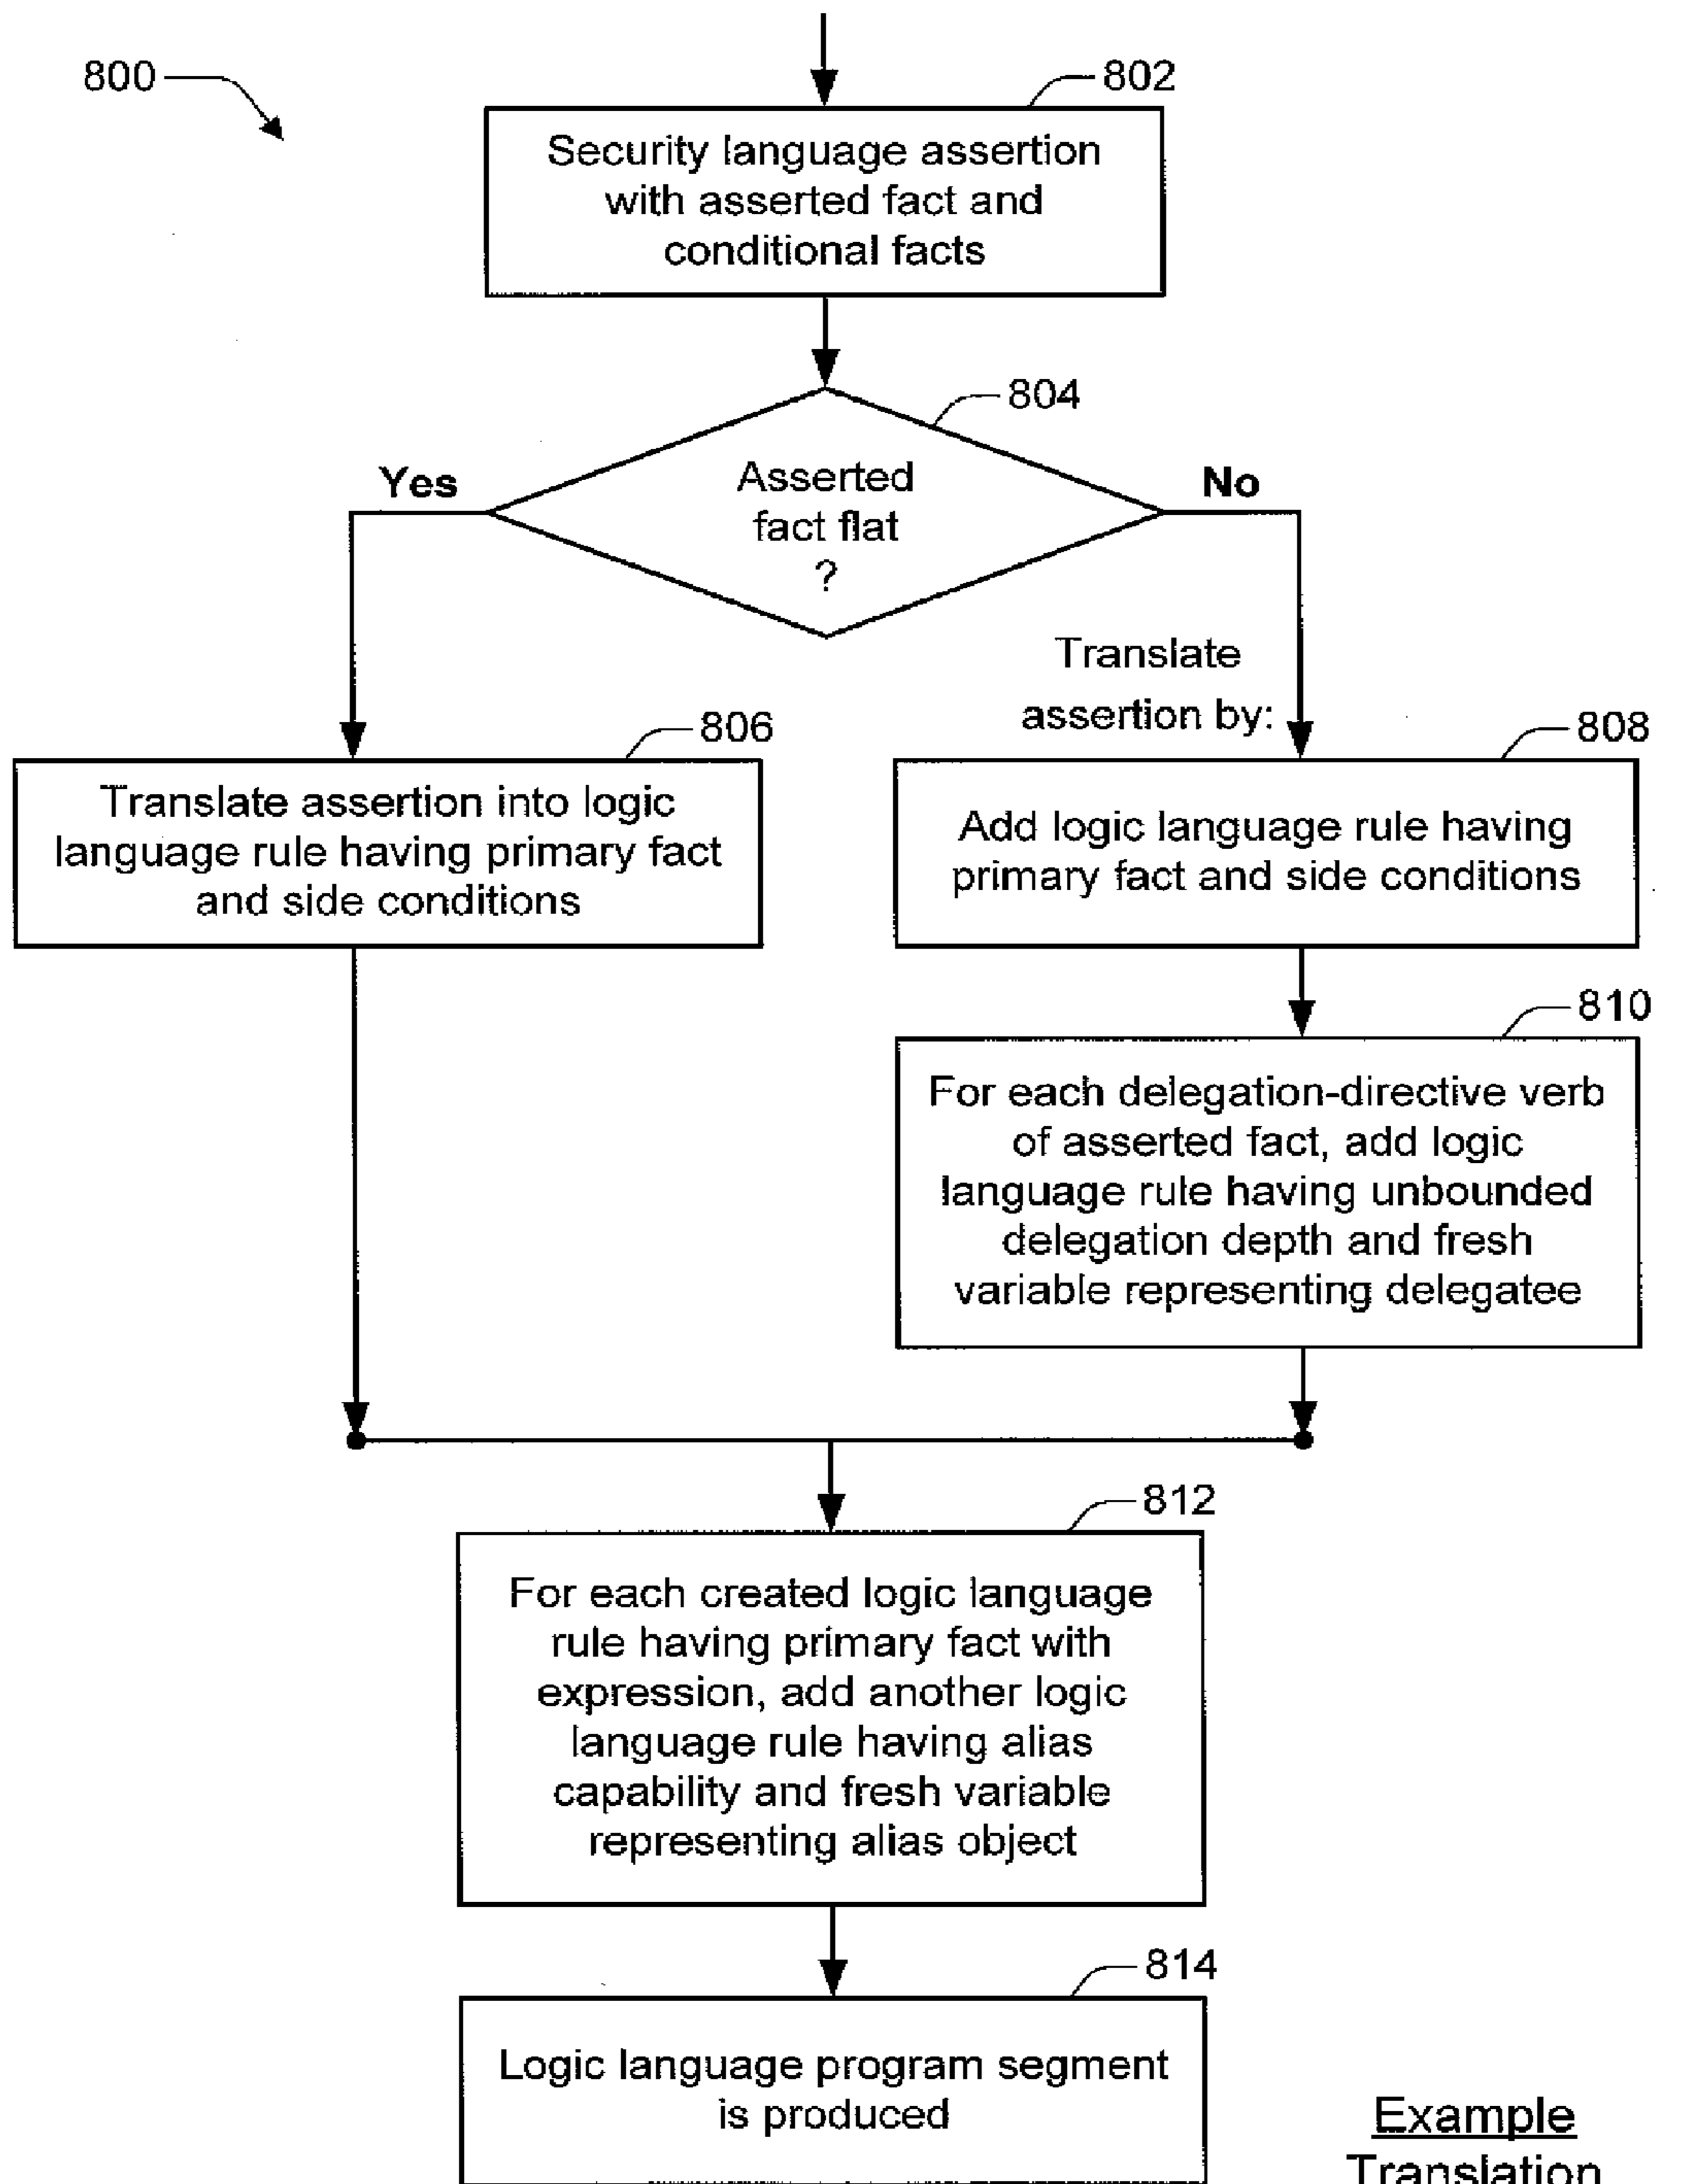 800
802
Security language assertion
with asserted fact and
conditional facts
804
Yes
No
Asserted
fact flat
?
Translate
assertion by:
806
808
Translate assertion into logic
language rule having primary fact
and side conditions
Add logic language rule having
primary fact and side conditions
810
For each delegation-directive verb
of asserted fact, add logic
language rule having unbounded
delegation depth and fresh
variable representing delegatee
812
For each created logic language
rule having primary fact with
expression, add another logic
language rule having alias
capability and fresh variable
representing alias object
814
Logic language program segment
is produced
Example
Translation